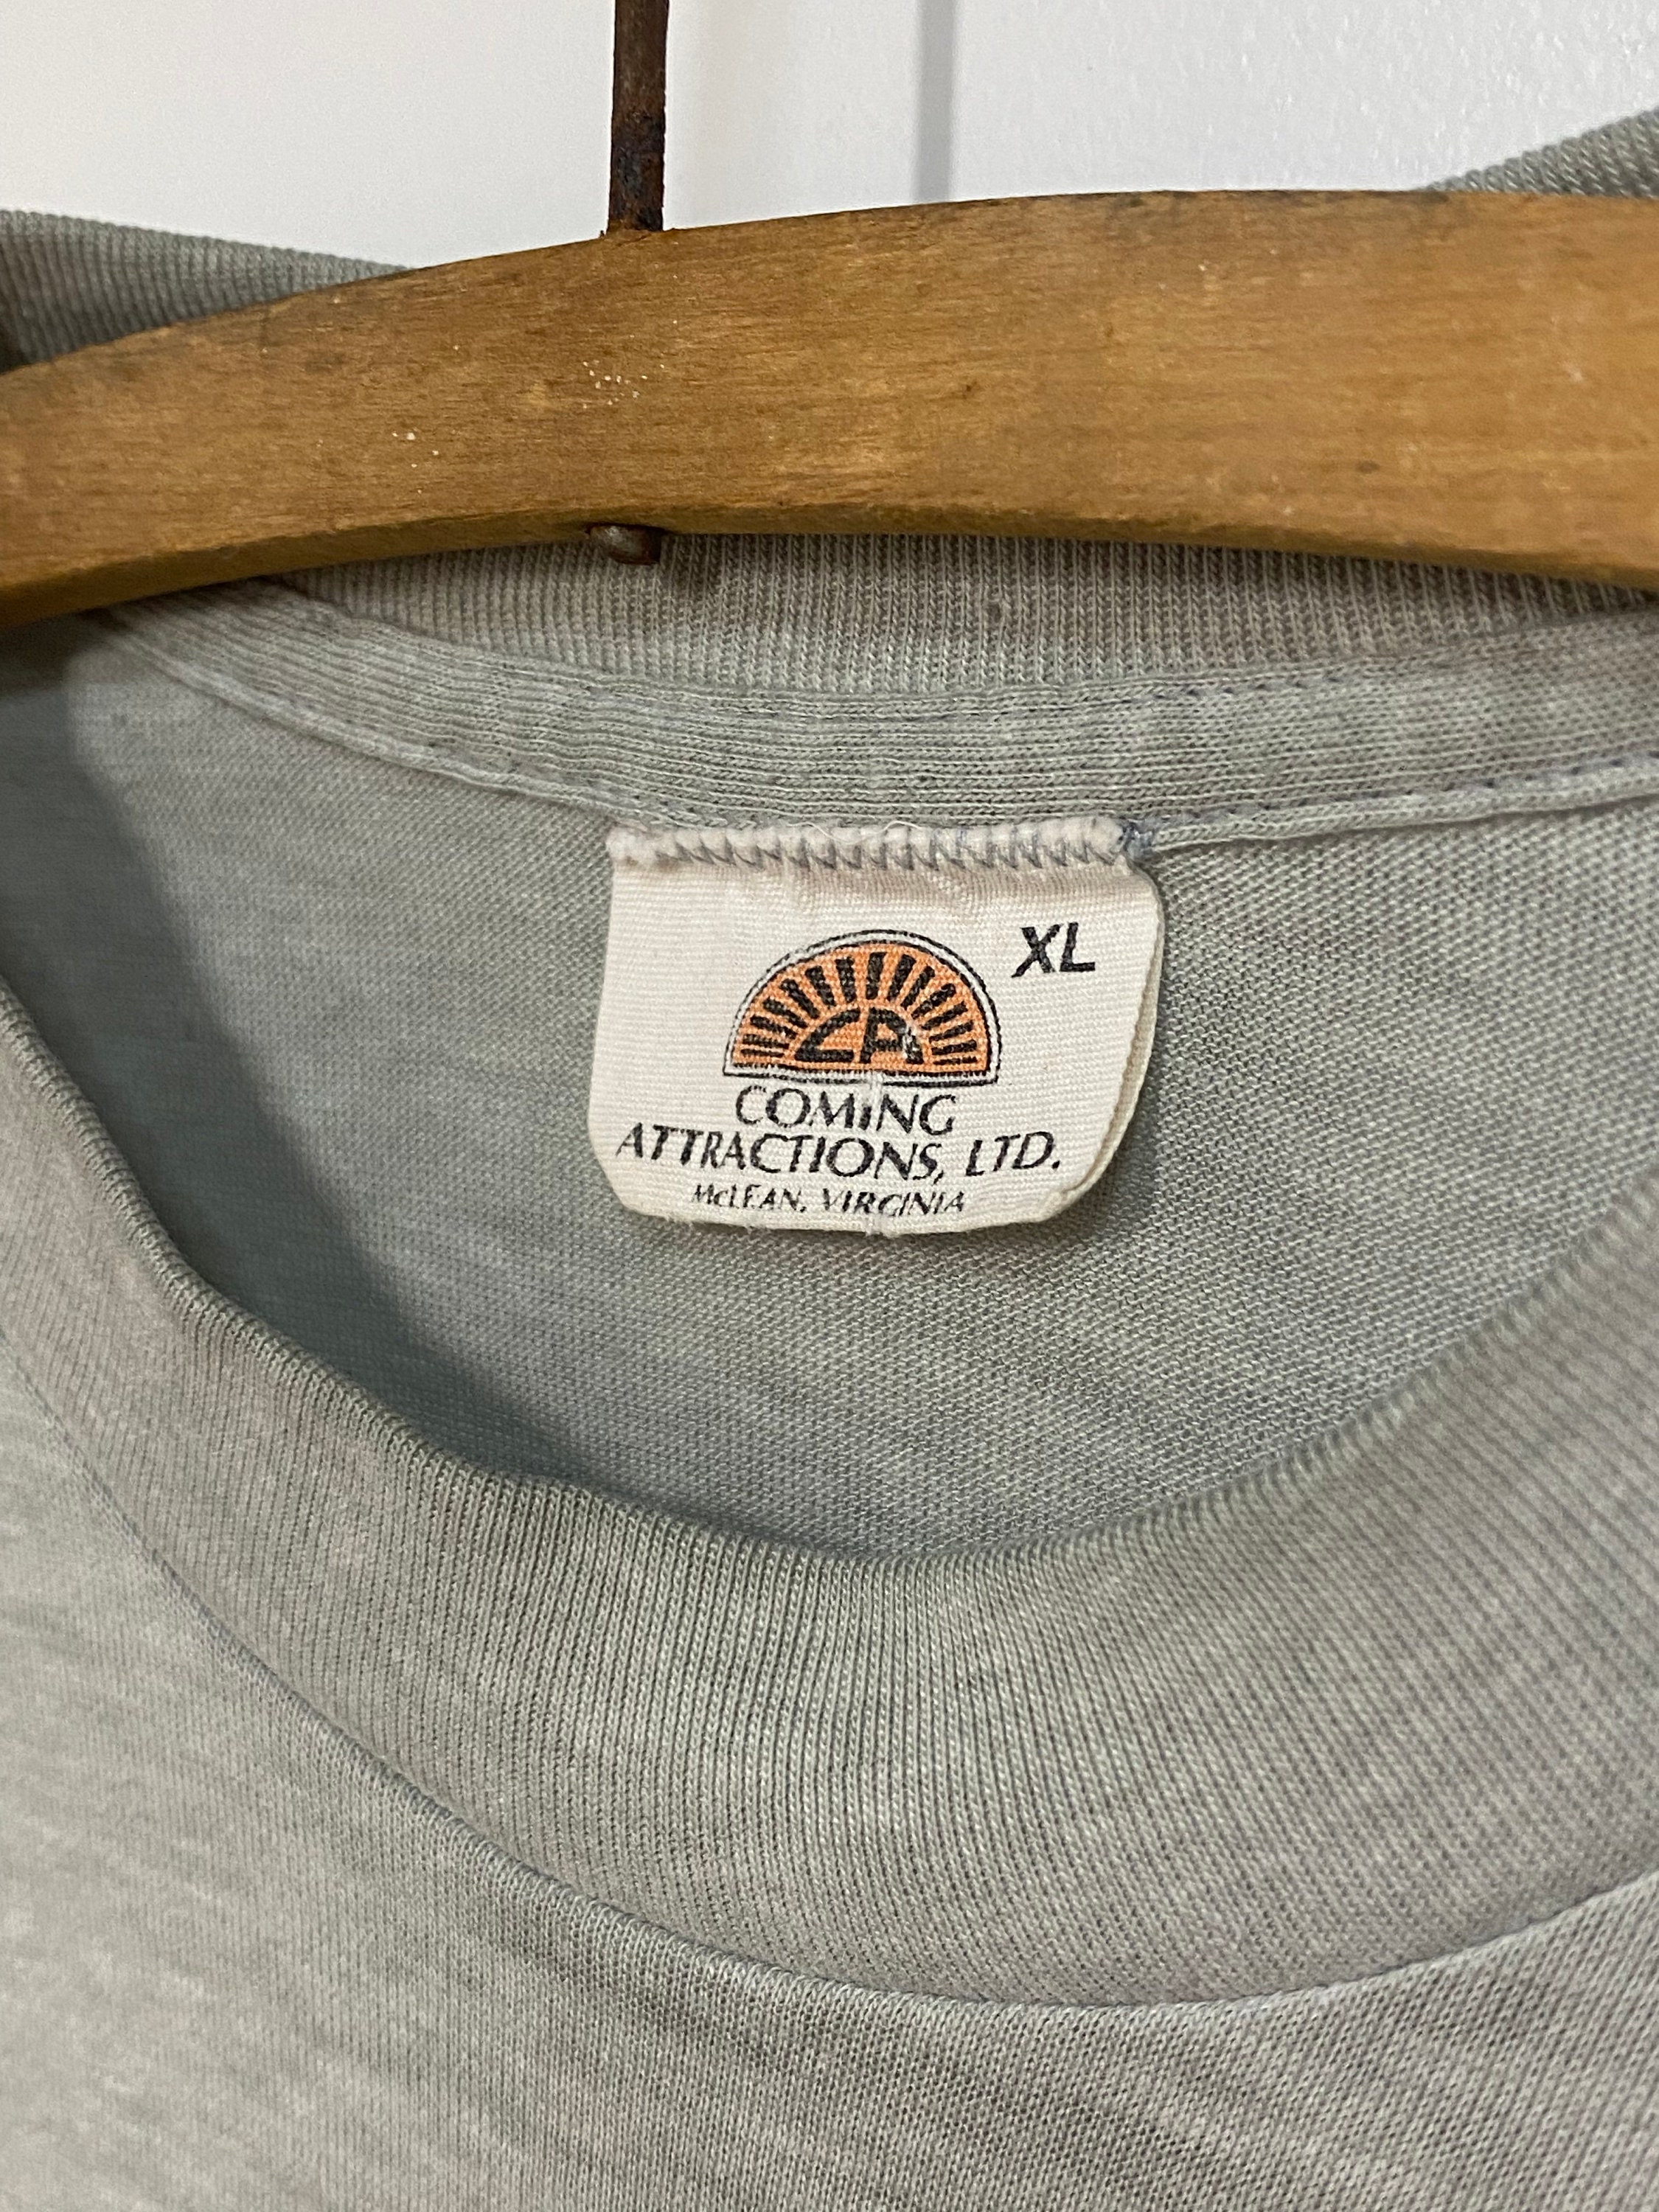 XL
CA
COMiNG
ATTRACTIONS, LTD.
McLEAN, VIRGINIA